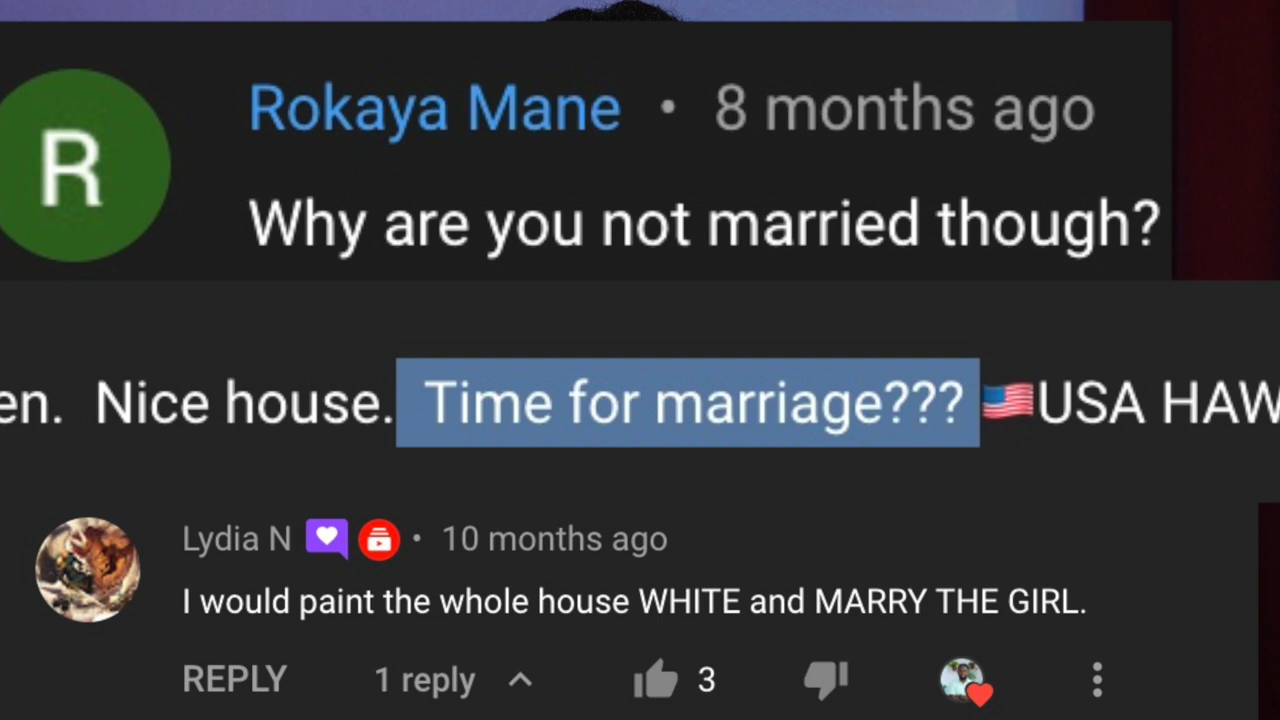 R
Rokaya Mane • 8 months ago
Why are you not married though?
en. Nice house. Time for marriage??? 🇺🇸USA HAW
Lydia N • 10 months ago
I would paint the whole house WHITE and MARRY THE GIRL.
REPLY 1 reply 3